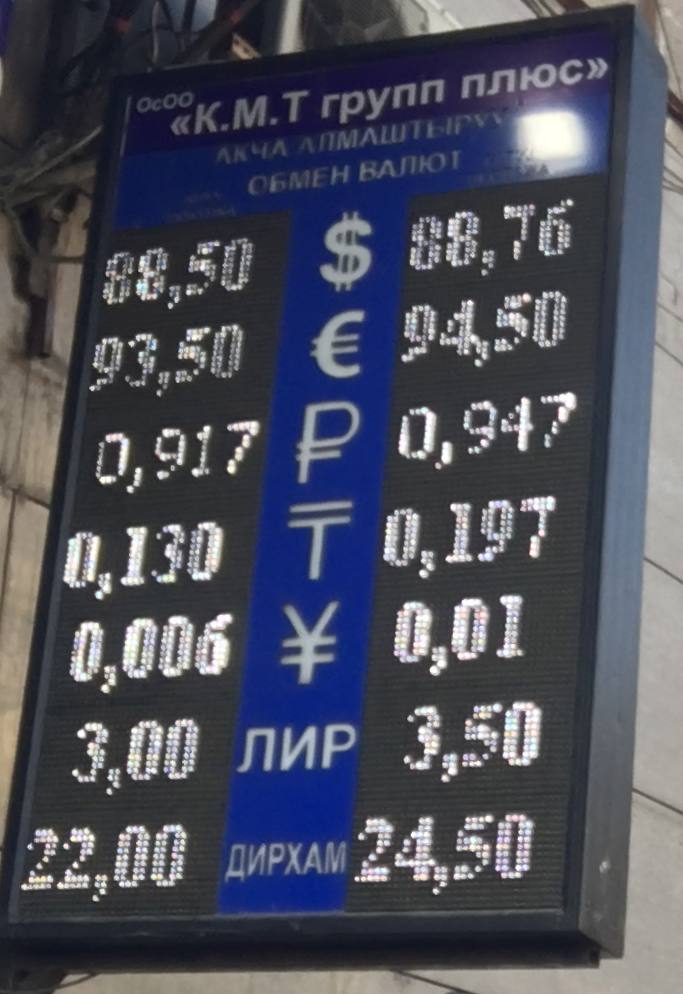 ОсОО
«К.М.Т групп плюс»
АКЧА АЛМАШТЫРУУ
ОБМЕН ВАЛЮТ
88,50 $ 88,76
93,50 € 94,50
0,917 ₽ 0,947
0,130 ₸ 0,197
0,006 ¥ 0,01
3,00 ЛИР 3,50
22,00 ДИРХАМ 24,50